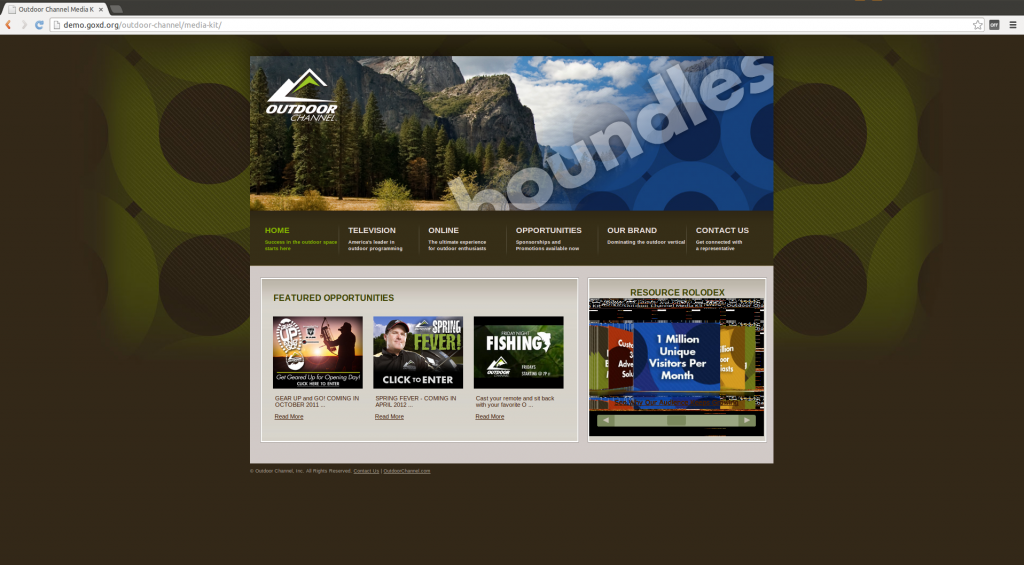 Outdoor Channel Media K
demo.goxd.org/outdoor-channel/media-kit/
OUTDOOR
CHANNEL
boundles
HOME
Success in the outdoor space
starts here
TELEVISION
America's leader in
outdoor programming
ONLINE
The ultimate experience
for outdoor enthusiasts
OPPORTUNITIES
Sponsorships and
Promotions available now
OUR BRAND
Dominating the outdoor vertical
CONTACT US
Get connected with
a representative
FEATURED OPPORTUNITIES
UP
Get Geared Up for Opening Day!
CLICK HERE TO ENTER
GEAR UP and GO! COMING IN
OCTOBER 2011 ...
Read More
SPRING
FEVER!
CLICK TO ENTER
SPRING FEVER - COMING IN
APRIL 2012 ...
Read More
FRIDAY NIGHT
FISHING
OUTDOOR
FRIDAYS
STARTING @ 7P E
Cast your remote and sit back
with your favorite O ...
Read More
RESOURCE ROLODEX
1 Million
Unique
Visitors Per
Month
© Outdoor Channel, Inc. All Rights Reserved. Contact Us | OutdoorChannel.com